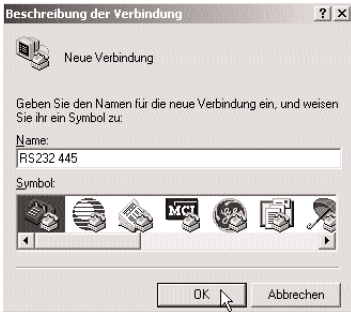 Beschreibung der Verbindung
Neue Verbindung
Geben Sie den Namen für die neue Verbindung ein, und weisen
Sie ihr ein Symbol zu:
Name:
RS232 445
Symbol:
MCI
OK
Abbrechen